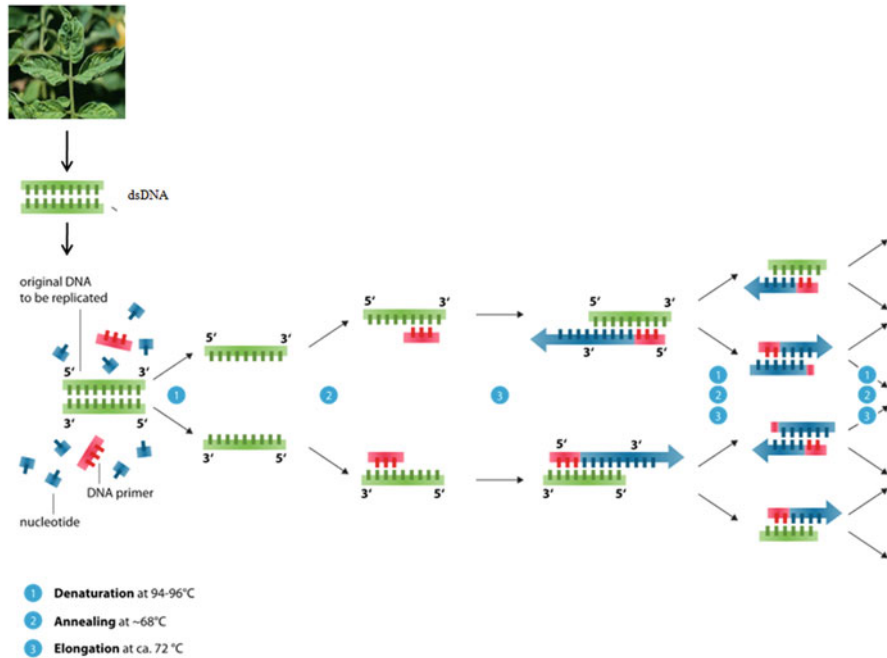 dsDNA
original DNA
to be replicated
5‘ 3‘
3‘ 5‘
DNA primer
nucleotide
1
5‘ 3‘
3‘ 5‘
2
5‘ 3‘
3‘ 5‘
3
5‘ 3‘
3‘ 5‘
5‘ 3‘
3‘ 5‘
1
2
3
1
2
3
1 Denaturation at 94-96°C
2 Annealing at ~68°C
3 Elongation at ca. 72 °C